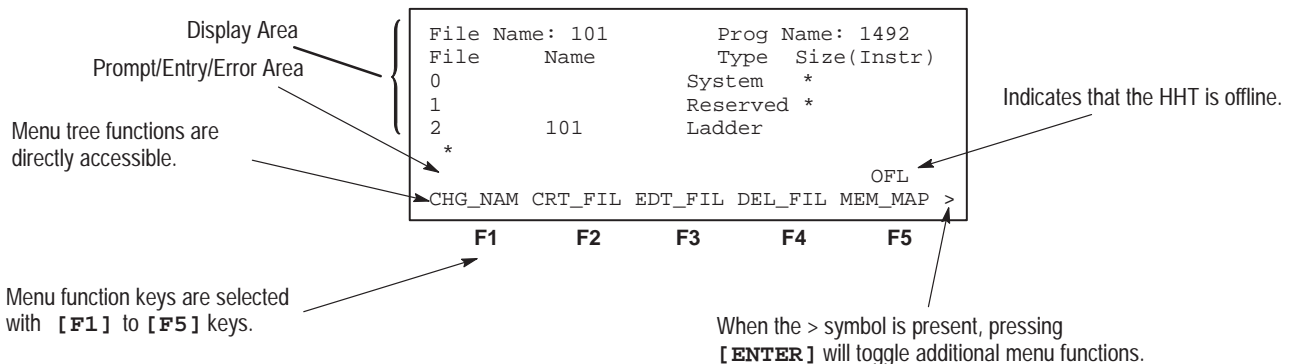 Display Area
Prompt/Entry/Error Area
Menu tree functions are
directly accessible.
File Name: 101 Prog Name: 1492
File Name Type Size(Instr)
0 System *
1 Reserved *
2 101 Ladder
*
OFL
CHG_NAM CRT_FIL EDT_FIL DEL_FIL MEM_MAP >
F1 F2 F3 F4 F5
Indicates that the HHT is offline.
Menu function keys are selected
with [F1] to [F5] keys.
When the > symbol is present, pressing
[ENTER] will toggle additional menu functions.